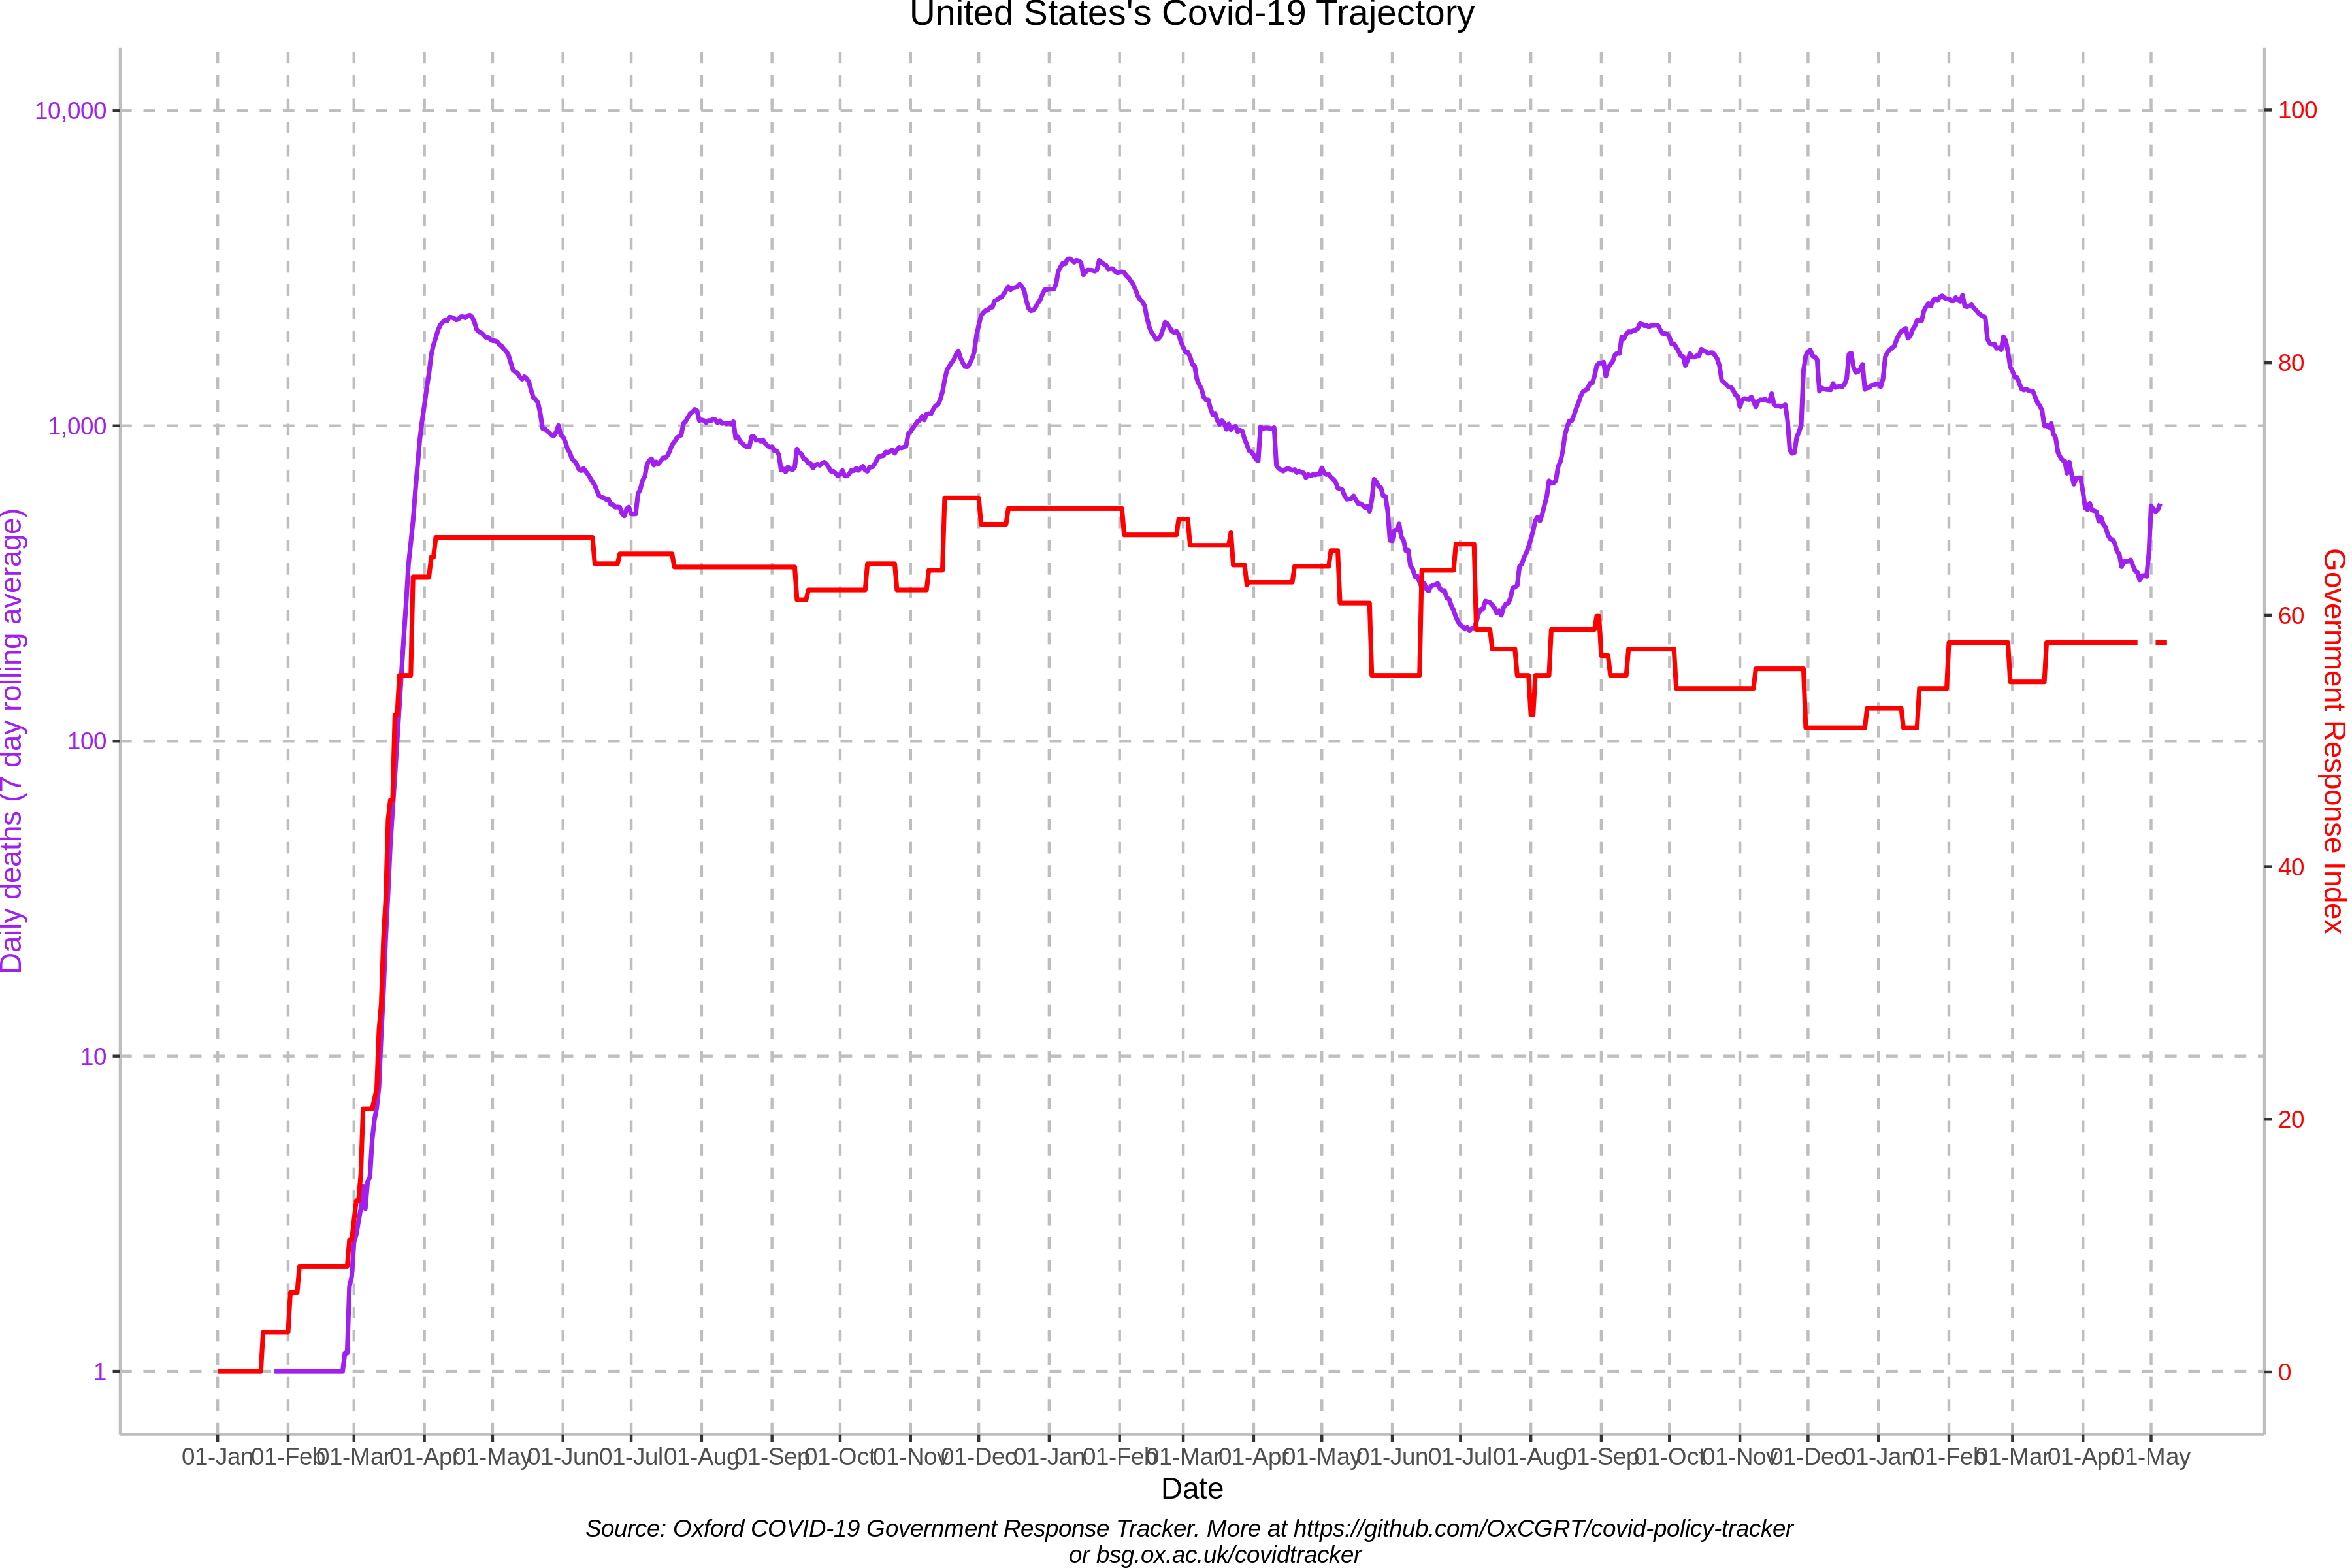 United States's Covid-19 Trajectory
10,000
1,000
100
10
1
Daily deaths (7 day rolling average)
100
80
60
40
20
0
Government Response Index
01-Jan 01-Feb 01-Mar 01-Apr 01-May 01-Jun 01-Jul 01-Aug 01-Sep 01-Oct 01-Nov 01-Dec 01-Jan 01-Feb 01-Mar 01-Apr 01-May 01-Jun 01-Jul 01-Aug 01-Sep 01-Oct 01-Nov 01-Dec 01-Jan 01-Feb 01-Mar 01-Apr 01-May
Date
Source: Oxford COVID-19 Government Response Tracker. More at https://github.com/OxCGRT/covid-policy-tracker
or bsg.ox.ac.uk/covidtracker